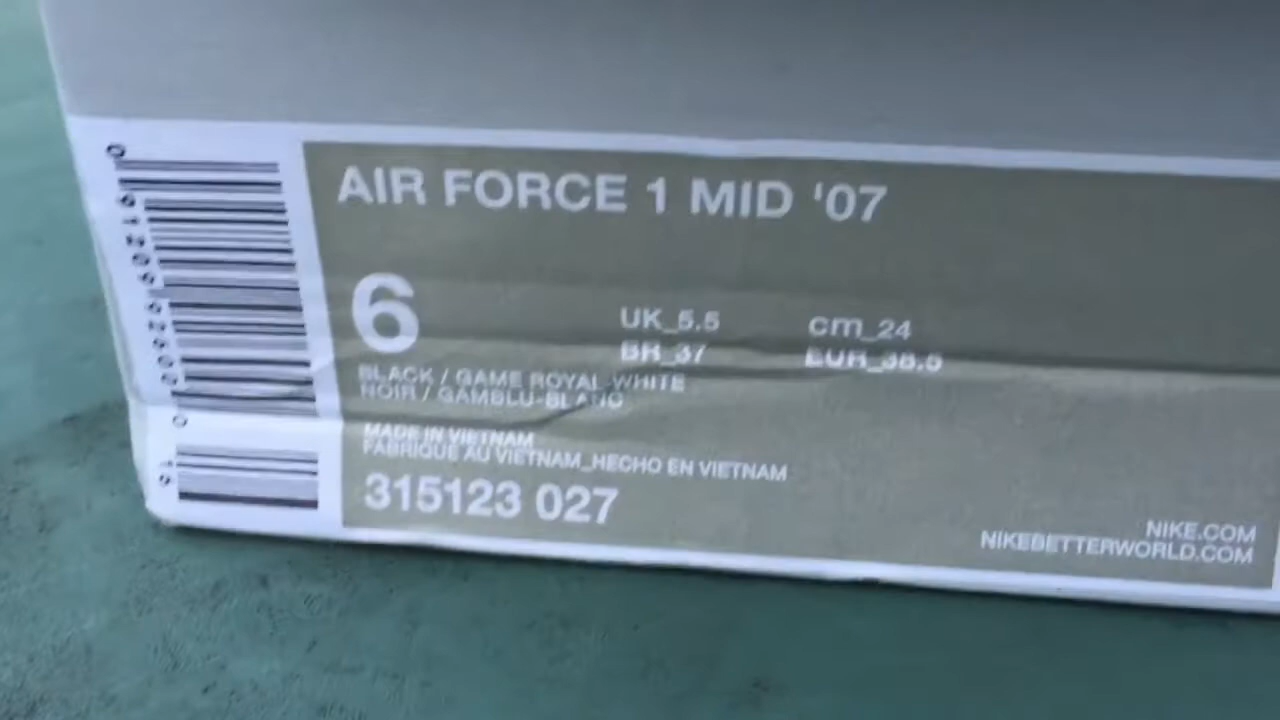 AIR FORCE 1 MID '07
6
UK_5.5 cm_24
BR_37 EUR_38.5
BLACK / GAME ROYAL-WHITE
NOIR / GAMBLU-BLANC
MADE IN VIETNAM
FABRIQUE AU VIETNAM_HECHO EN VIETNAM
315123 027
NIKE.COM
NIKEBETTERWORLD.COM